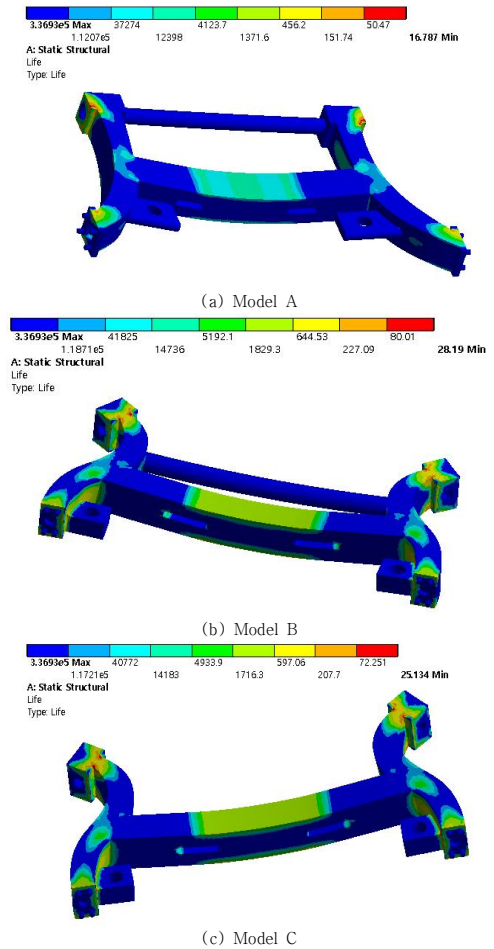 3.3693e5 Max 37274 4123.7 456.2 50.47
1.1207e5 12398 1371.6 151.74 16.787 Min
A: Static Structural
Life
Type: Life
(a) Model A
3.3693e5 Max 41825 5192.1 644.53 80.01
1.1871e5 14736 1829.3 227.09 28.19 Min
A: Static Structural
Life
Type: Life
(b) Model B
3.3693e5 Max 40772 4933.9 597.06 72.251
1.1721e5 14183 1716.3 207.7 25.134 Min
A: Static Structural
Life
Type: Life
(c) Model C